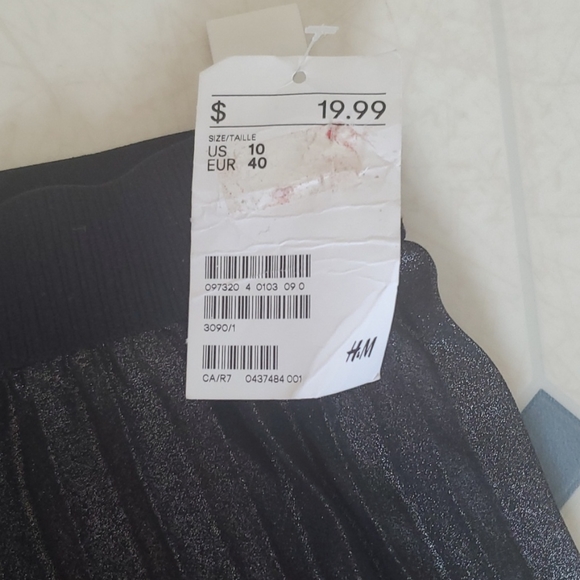 $ 19.99
SIZE/TAILLE
US 10
EUR 40
097320 4 0103 09 0
3090/1
H&M
CA/R7 0437484 001